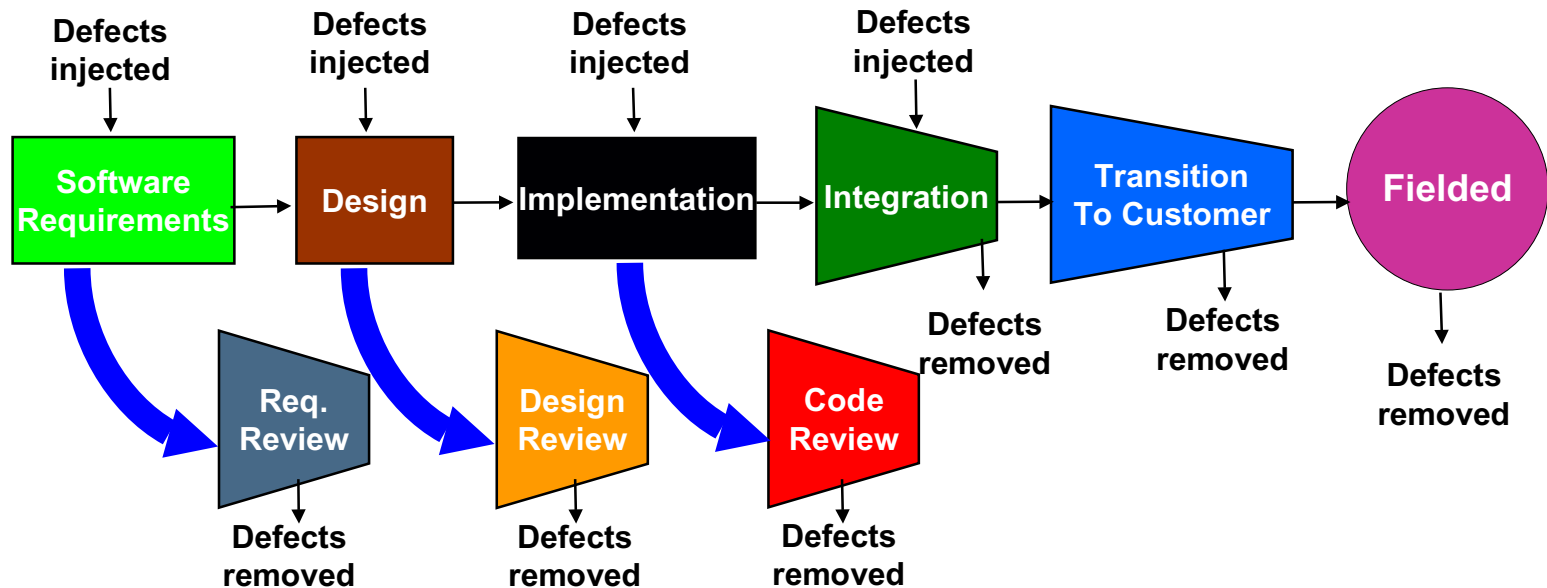 Defects
injected
Defects
injected
Defects
injected
Defects
injected
Software
Requirements
Design
Implementation
Integration
Transition
To Customer
Fielded
Defects
removed
Defects
removed
Defects
removed
Req.
Review
Design
Review
Code
Review
Defects
removed
Defects
removed
Defects
removed